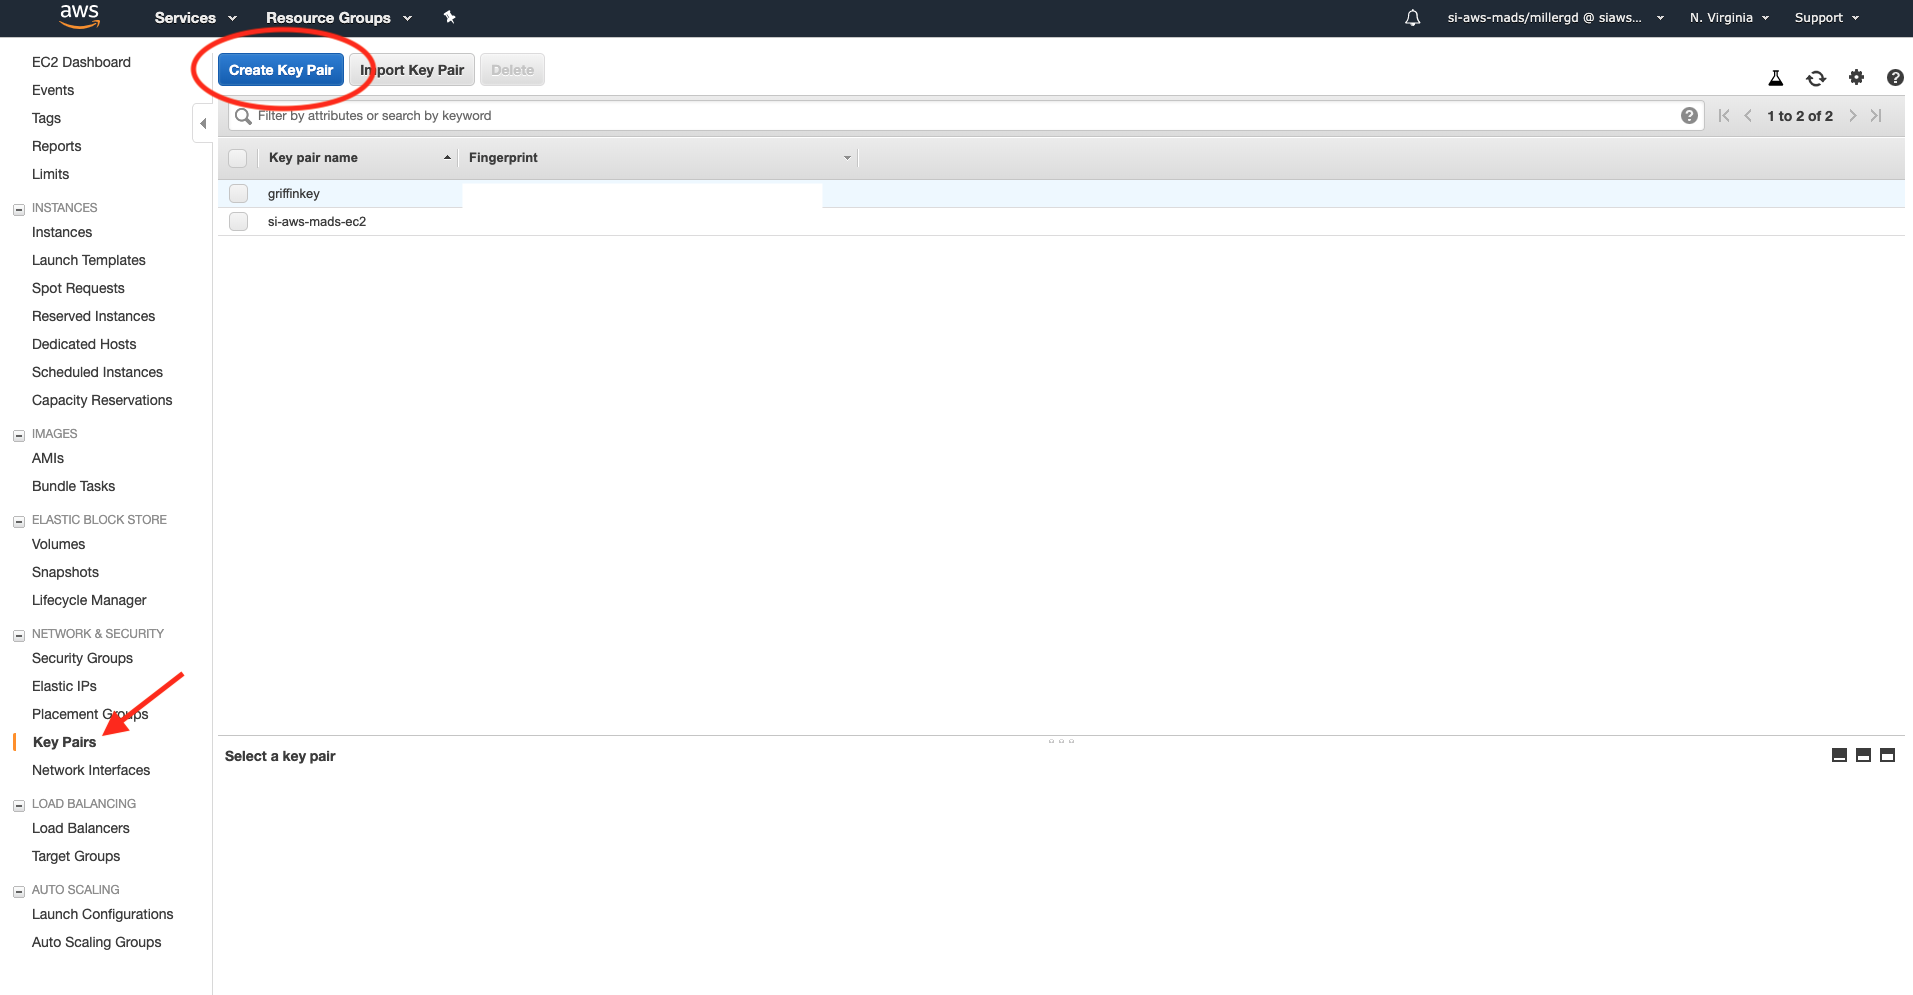 aws Services Resource Groups si-aws-mads/millergd @ siaws... N. Virginia Support
EC2 Dashboard
Events
Tags
Reports
Limits
INSTANCES
Instances
Launch Templates
Spot Requests
Reserved Instances
Dedicated Hosts
Scheduled Instances
Capacity Reservations
IMAGES
AMIs
Bundle Tasks
ELASTIC BLOCK STORE
Volumes
Snapshots
Lifecycle Manager
NETWORK & SECURITY
Security Groups
Elastic IPs
Placement Groups
Key Pairs
Network Interfaces
LOAD BALANCING
Load Balancers
Target Groups
AUTO SCALING
Launch Configurations
Auto Scaling Groups
Create Key Pair Import Key Pair Delete
Filter by attributes or search by keyword 1 to 2 of 2
Key pair name Fingerprint
griffinkey
si-aws-mads-ec2
Select a key pair